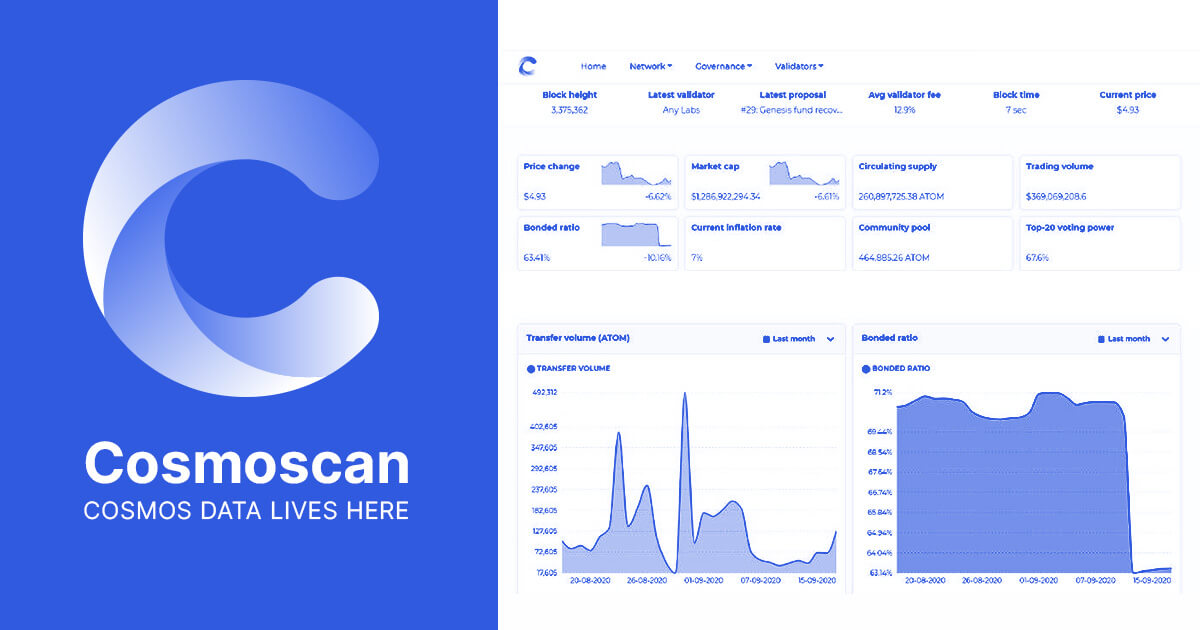 Cosmoscan
COSMOS DATA LIVES HERE
Home Network Governance Validators
Block height Latest validator Latest proposal Avg validator fee Block time Current price
3,375,362 Any Labs #29: Genesis fund recov... 12.9% 7 sec $4.93
Price change Market cap Circulating supply Trading volume
$4.93 -6.62% $1,286,922,294.34 -6.61% 260,897,725.38 ATOM $369,069,208.6
Bonded ratio Current inflation rate Community pool Top-20 voting power
63.41% -10.16% 7% 464,885.26 ATOM 67.6%
Transfer volume (ATOM) Last month
TRANSFER VOLUME
492,312
402,605
347,605
292,605
237,605
182,605
127,605
72,605
17,605
20-08-2020 26-08-2020 01-09-2020 07-09-2020 15-09-2020
Bonded ratio Last month
BONDED RATIO
71.2%
69.44%
68.54%
67.64%
66.74%
65.84%
64.94%
64.04%
63.14%
20-08-2020 26-08-2020 01-09-2020 07-09-2020 15-09-2020